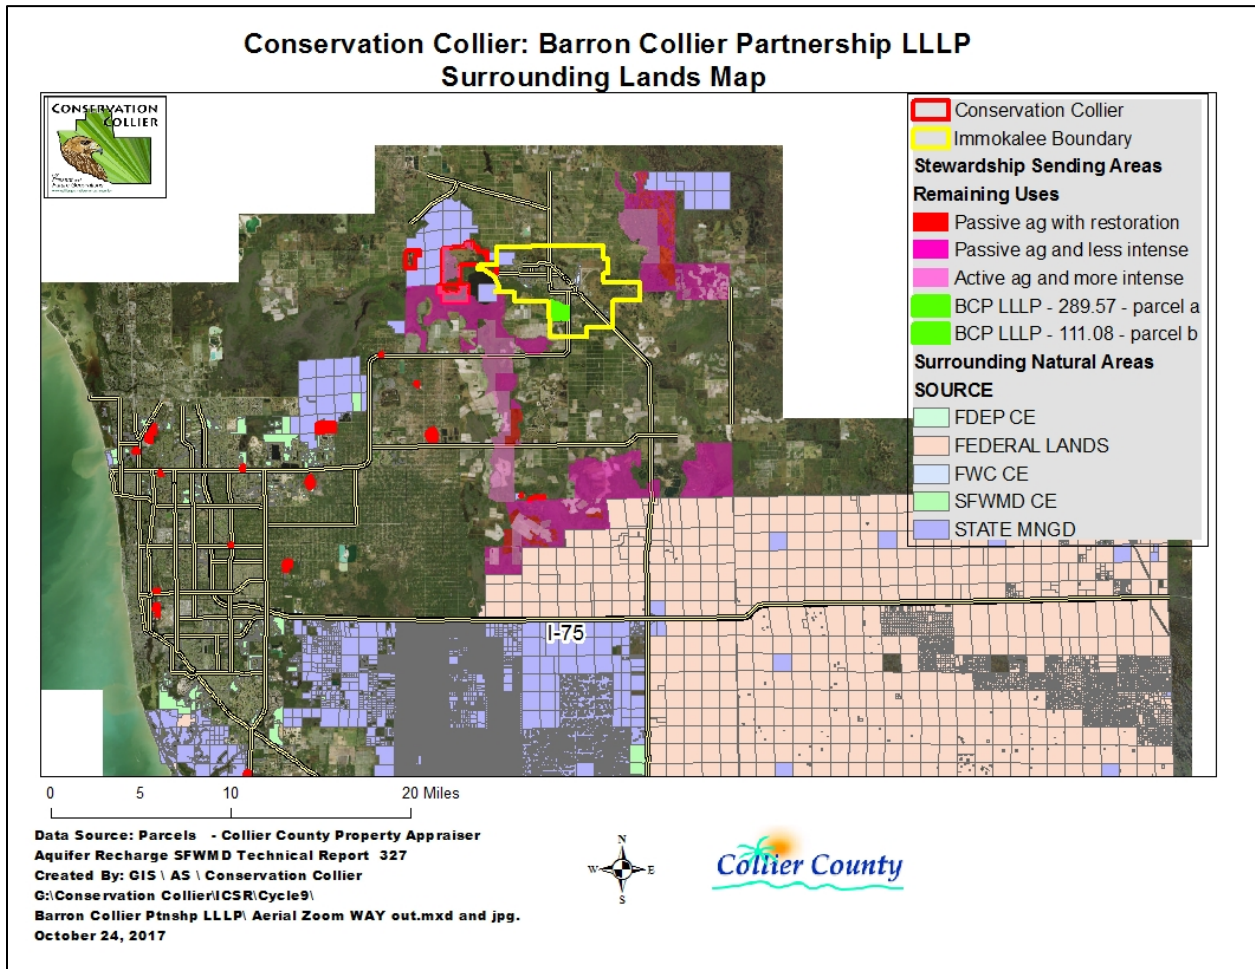 Conservation Collier: Barron Collier Partnership LLLP
Surrounding Lands Map
CONSERVATION
COLLIER
Conservation Collier
Immokalee Boundary
Stewardship Sending Areas
Remaining Uses
Passive ag with restoration
Passive ag and less intense
Active ag and more intense
BCP LLLP - 289.57 - parcel a
BCP LLLP - 111.08 - parcel b
Surrounding Natural Areas
SOURCE
FDEP CE
FEDERAL LANDS
FWC CE
SFWMD CE
STATE MNGD
I-75
0 5 10 20 Miles
Data Source: Parcels - Collier County Property Appraiser
Aquifer Recharge SFWMD Technical Report 327
Created By: GIS \ AS \ Conservation Collier
G:\Conservation Collier\ICSR\Cycle9\
Barron Collier Ptnshp LLLP\ Aerial Zoom WAY out.mxd and jpg.
October 24, 2017
N
W E
S
Collier County